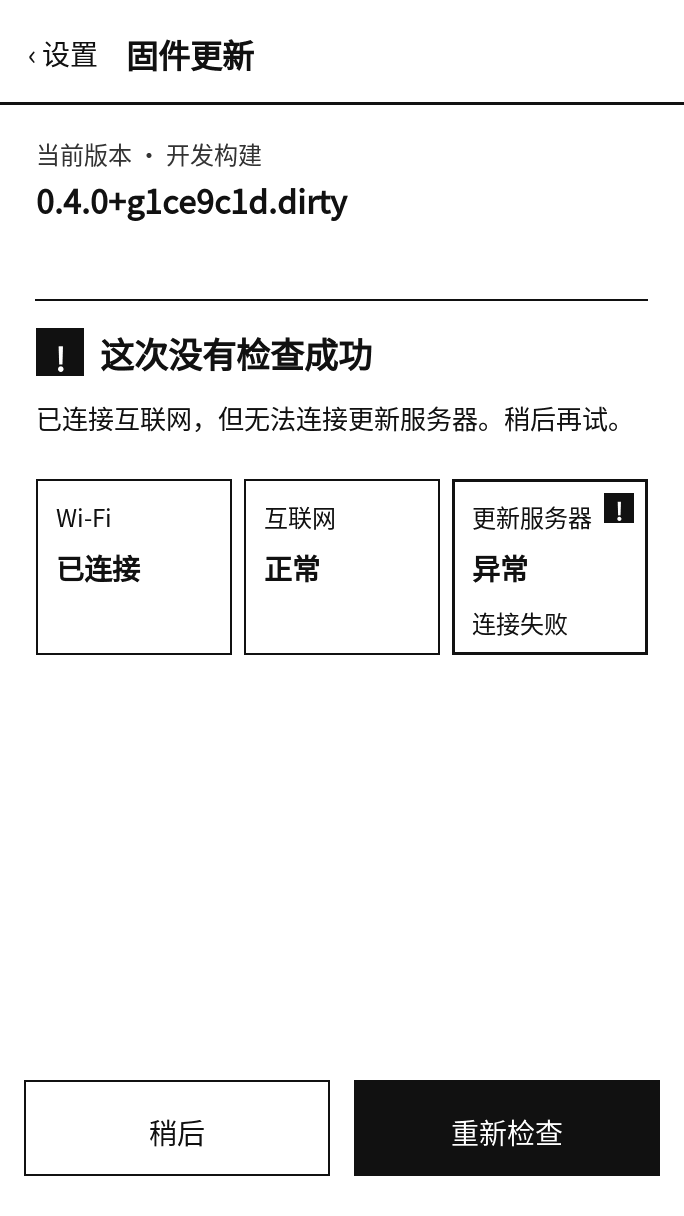 ‹ 设置 固件更新
当前版本 · 开发构建
0.4.0+g1ce9c1d.dirty
! 这次没有检查成功
已连接互联网，但无法连接更新服务器。稍后再试。
Wi-Fi
已连接
互联网
正常
更新服务器 !
异常
连接失败
稍后
重新检查